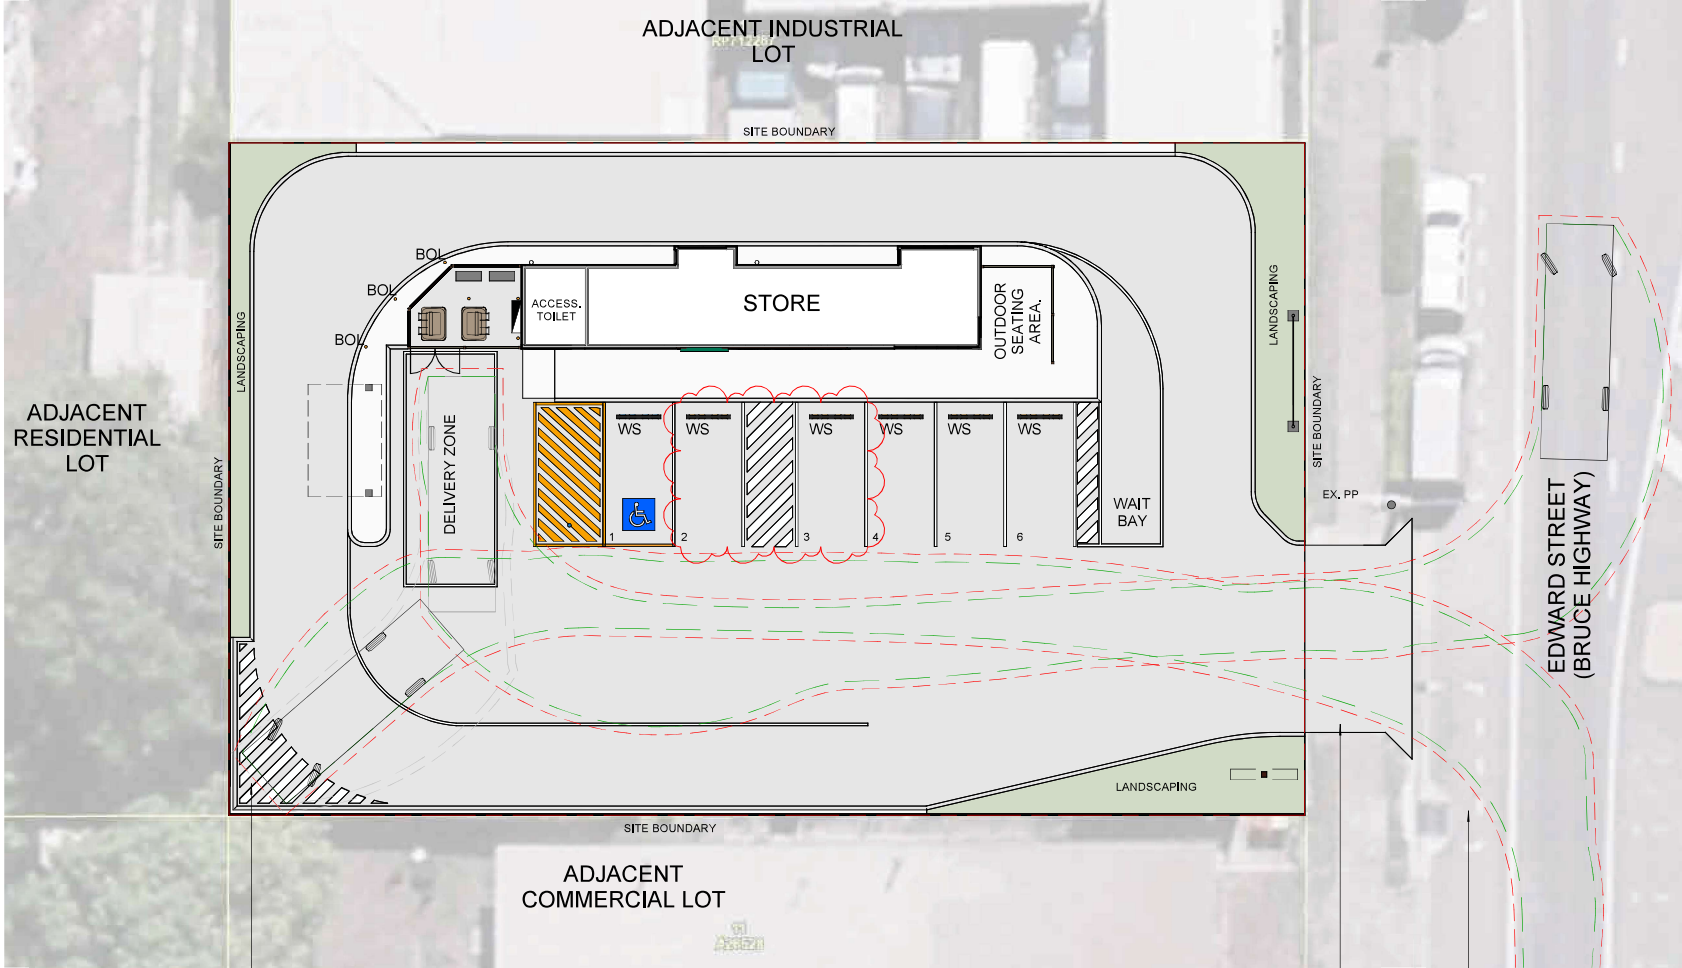 ADJACENT INDUSTRIAL
LOT
RP712267
SITE BOUNDARY
BOL
BOL
BOL
ACCESS.
TOILET
STORE
OUTDOOR
SEATING
AREA.
LANDSCAPING
LANDSCAPING
ADJACENT
RESIDENTIAL
LOT
SITE BOUNDARY
DELIVERY ZONE
WS
WS
WS
WS
WS
WS
1
2
3
4
5
6
WAIT
BAY
SITE BOUNDARY
EX. PP
EDWARD STREET
(BRUCE HIGHWAY)
LANDSCAPING
SITE BOUNDARY
ADJACENT
COMMERCIAL LOT
11